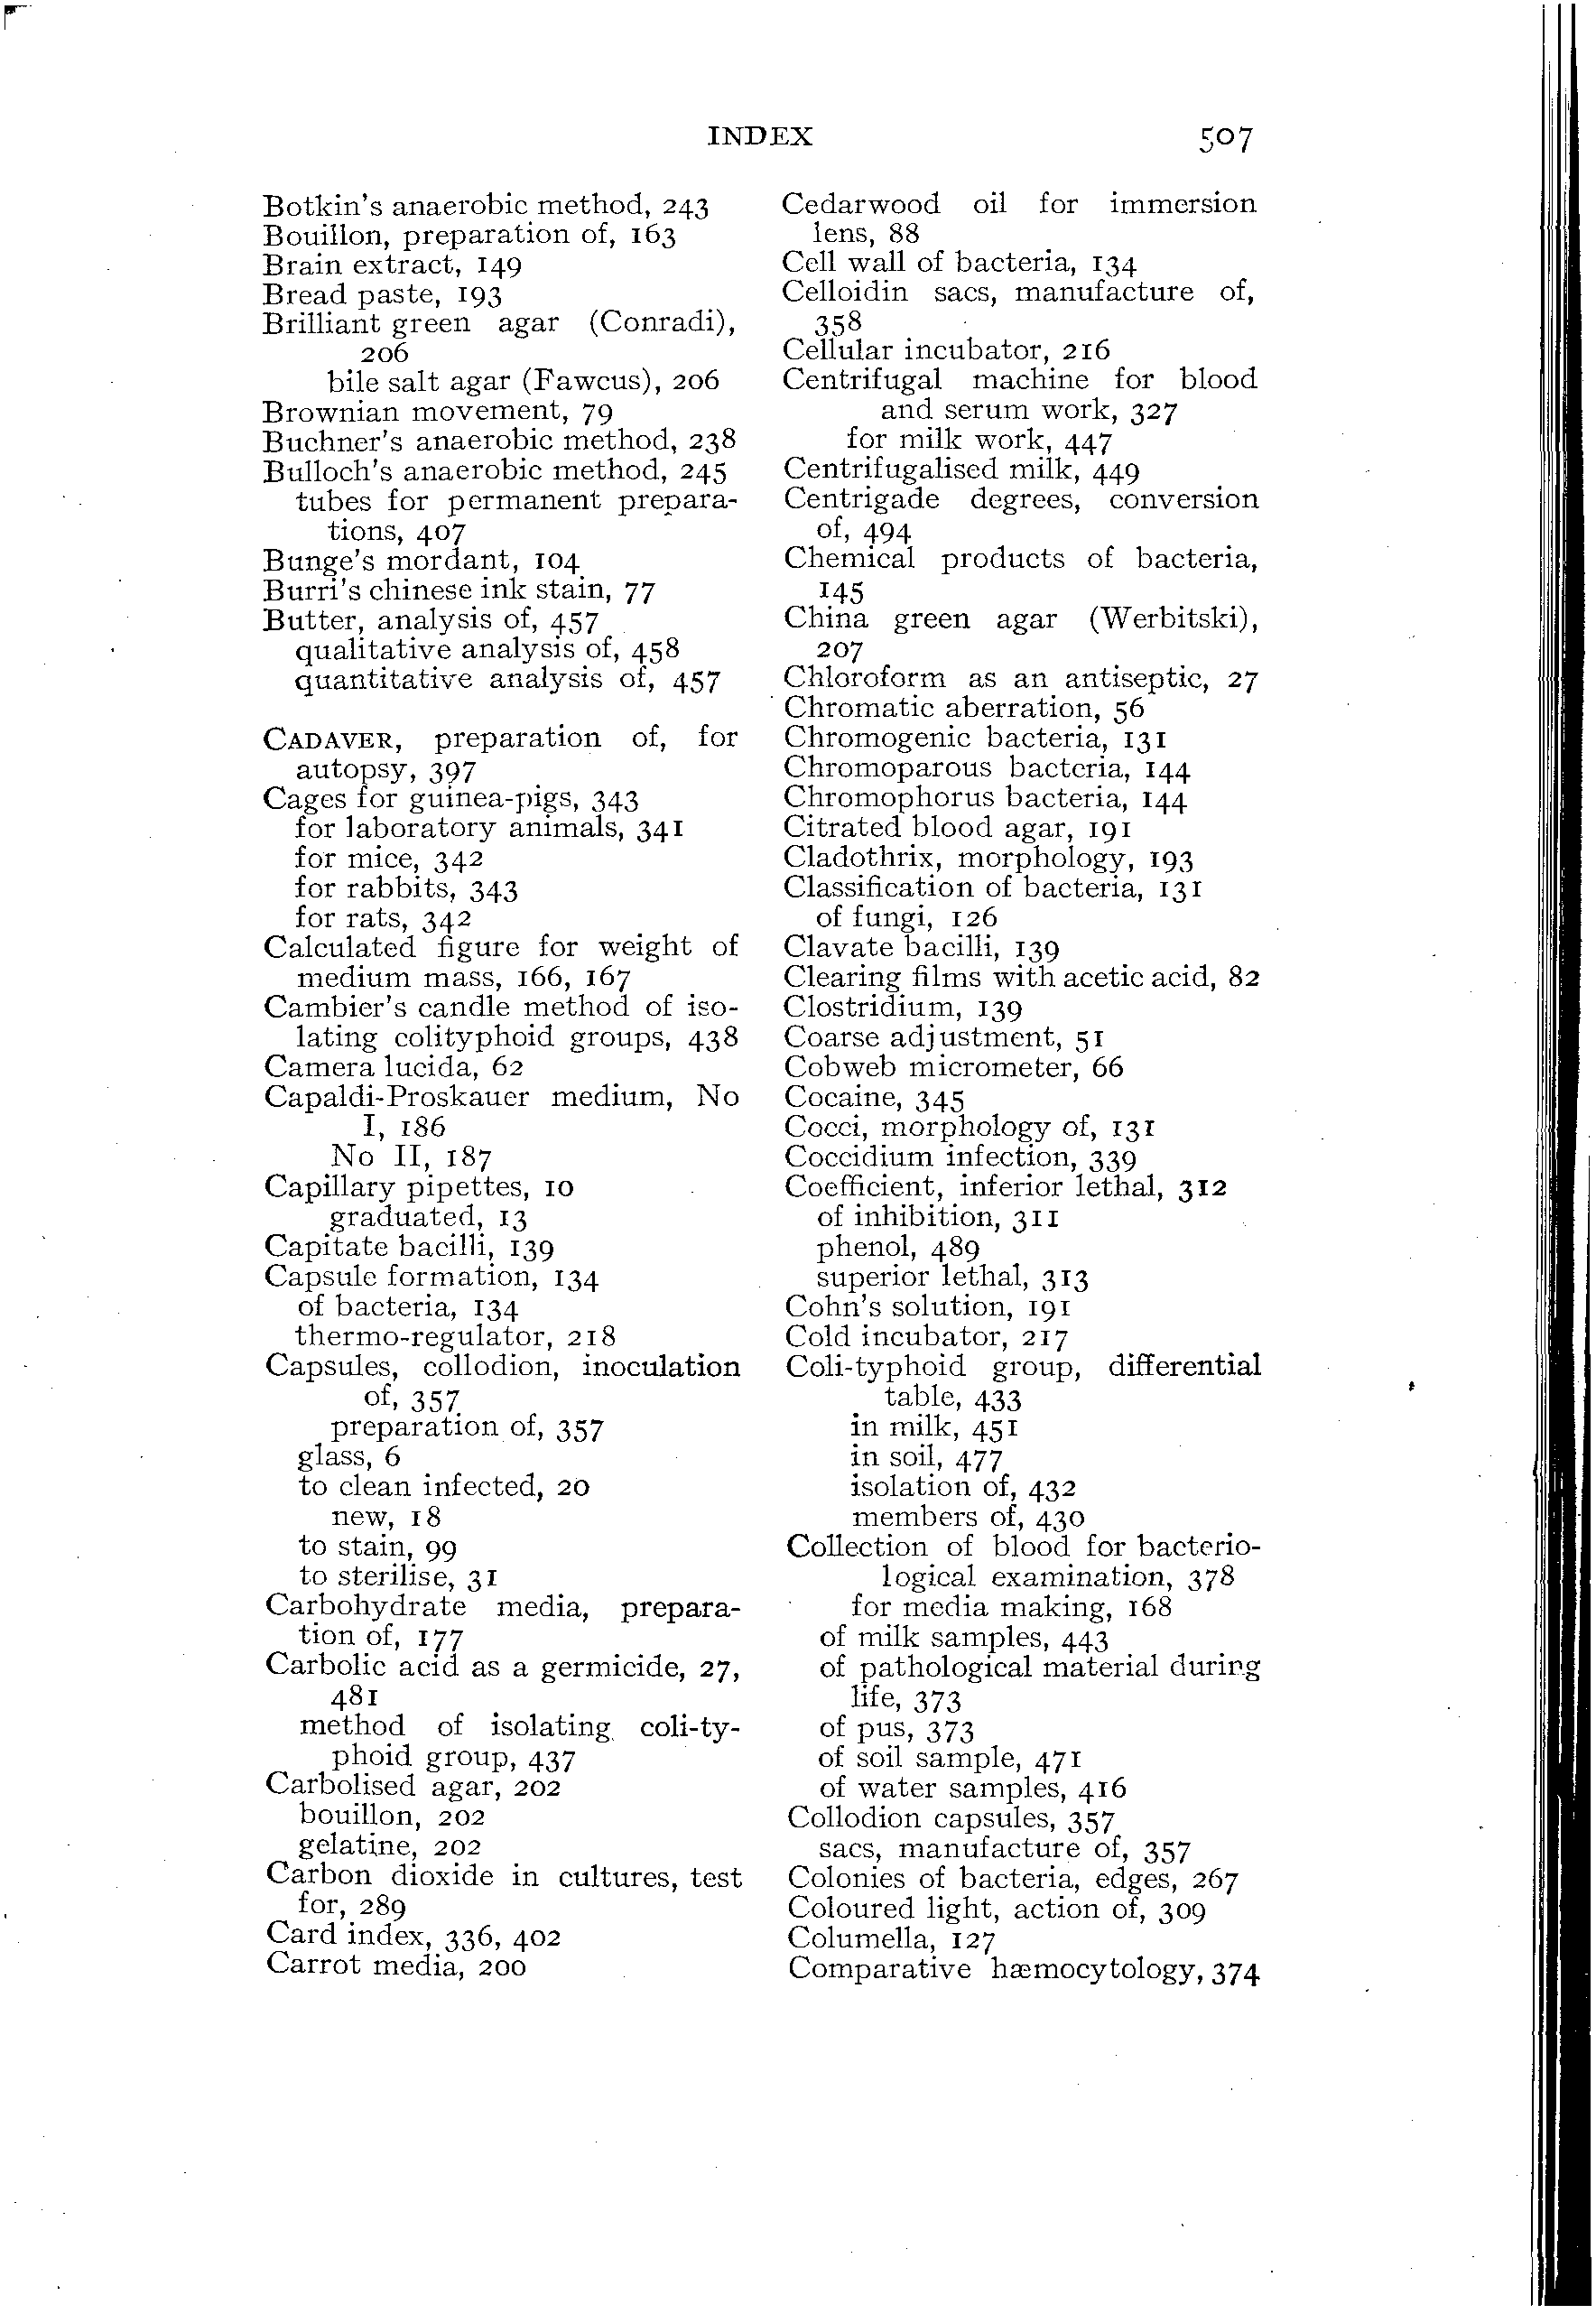 INDEX 507
Botkin's anaerobic method, 243
Bouillon, preparation of, 163
Brain extract, 149
Bread paste, 193
Brilliant green agar (Conradi),
206
bile salt agar (Fawcus), 206
Brownian movement, 79
Buchner's anaerobic method, 238
Bulloch's anaerobic method, 245
tubes for permanent prepara-
tions, 407
Bunge's mordant, 104
Burri's chinese ink stain, 77
Butter, analysis of, 457
qualitative analysis of, 458
quantitative analysis of, 457
CADAVER, preparation of, for
autopsy, 397
Cages for guinea-pigs, 343
for laboratory animals, 341
for mice, 342
for rabbits, 343
for rats, 342
Calculated figure for weight of
medium mass, 166, 167
Cambier's candle method of iso-
lating colityphoid groups, 438
Camera lucida, 62
Capaldi-Proskauer medium, No
I, 186
No II, 187
Capillary pipettes, 10
graduated, 13
Capitate bacilli, 139
Capsule formation, 134
of bacteria, 134
thermo-regulator, 218
Capsules, collodion, inoculation
of, 357
preparation of, 357
glass, 6
to clean infected, 20
new, 18
to stain, 99
to sterilise, 31
Carbohydrate media, prepara-
tion of, 177
Carbolic acid as a germicide, 27,
481
method of isolating coli-ty-
phoid group, 437
Carbolised agar, 202
bouillon, 202
gelatine, 202
Carbon dioxide in cultures, test
for, 289
Card index, 336, 402
Carrot media, 200
Cedarwood oil for immersion
lens, 88
Cell wall of bacteria, 134
Celloidin sacs, manufacture of,
358
Cellular incubator, 216
Centrifugal machine for blood
and serum work, 327
for milk work, 447
Centrifugalised milk, 449
Centrigade degrees, conversion
of, 494
Chemical products of bacteria,
145
China green agar (Werbitski),
207
Chloroform as an antiseptic, 27
Chromatic aberration, 56
Chromogenic bacteria, 131
Chromoparous bacteria, 144
Chromophorus bacteria, 144
Citrated blood agar, 191
Cladothrix, morphology, 193
Classification of bacteria, 131
of fungi, 126
Clavate bacilli, 139
Clearing films with acetic acid, 82
Clostridium, 139
Coarse adjustment, 51
Cobweb micrometer, 66
Cocaine, 345
Cocci, morphology of, 131
Coccidium infection, 339
Coefficient, inferior lethal, 312
of inhibition, 311
phenol, 489
superior lethal, 313
Cohn's solution, 191
Cold incubator, 217
Coli-typhoid group, differential
table, 433
in milk, 451
in soil, 477
isolation of, 432
members of, 430
Collection of blood for bacterio-
logical examination, 378
for media making, 168
of milk samples, 443
of pathological material during
life, 373
of pus, 373
of soil sample, 471
of water samples, 416
Collodion capsules, 357
sacs, manufacture of, 357
Colonies of bacteria, edges, 267
Coloured light, action of, 309
Columella, 127
Comparative hæmocytology, 374